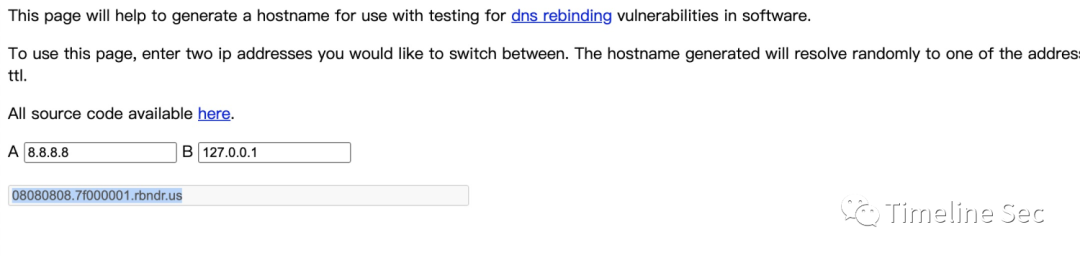 This page will help to generate a hostname for use with testing for dns rebinding vulnerabilities in software.
To use this page, enter two ip addresses you would like to switch between. The hostname generated will resolve randomly to one of the address
ttl.
All source code available here.
A 8.8.8.8 B 127.0.0.1
08080808.7f000001.rbndr.us
Timeline Sec